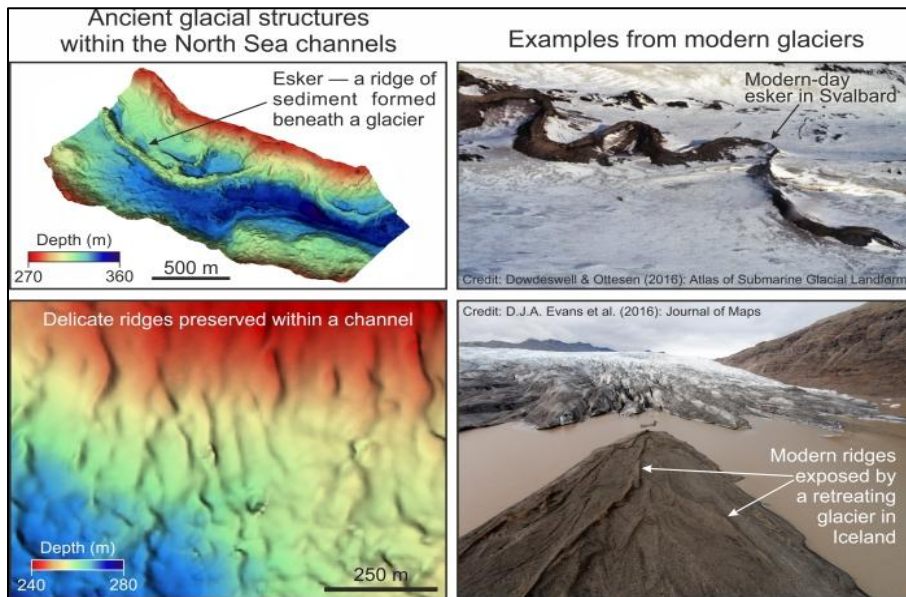 Ancient glacial structures
within the North Sea channels
Examples from modern glaciers
Esker — a ridge of
sediment formed
beneath a glacier
Depth (m)
270 360
500 m
Modern-day
esker in Svalbard
Credit: Dowdeswell & Ottesen (2016): Atlas of Submarine Glacial Landform
Delicate ridges preserved within a channel
Depth (m)
240 280
250 m
Credit: D.J.A. Evans et al. (2016): Journal of Maps
Modern ridges
exposed by
a retreating
glacier in
Iceland